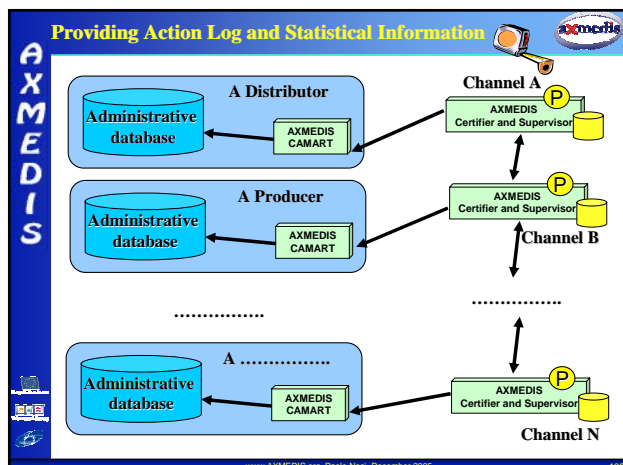 Providing Action Log and Statistical Information
axmedis
AXMEDIS
A Distributor
Administrative
database
AXMEDIS
CAMART
Channel A
P
AXMEDIS
Certifier and Supervisor
A Producer
Administrative
database
AXMEDIS
CAMART
P
AXMEDIS
Certifier and Supervisor
Channel B
…………….
…………….
A …………….
Administrative
database
AXMEDIS
CAMART
P
AXMEDIS
Certifier and Supervisor
Channel N